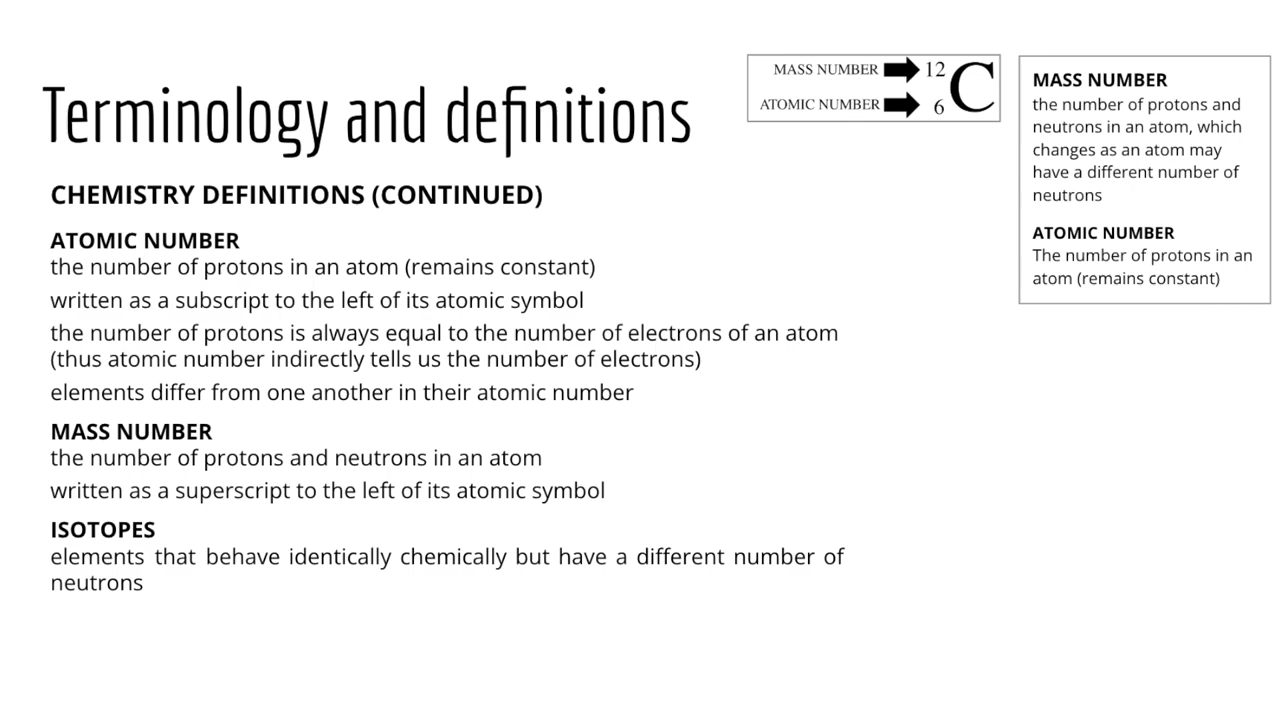 Terminology and definitions
CHEMISTRY DEFINITIONS (CONTINUED)
ATOMIC NUMBER
the number of protons in an atom (remains constant)
written as a subscript to the left of its atomic symbol
the number of protons is always equal to the number of electrons of an atom
(thus atomic number indirectly tells us the number of electrons)
elements differ from one another in their atomic number
MASS NUMBER
the number of protons and neutrons in an atom
written as a superscript to the left of its atomic symbol
ISOTOPES
elements that behave identically chemically but have a different number of
neutrons
MASS NUMBER 12
ATOMIC NUMBER 6
C
MASS NUMBER
the number of protons and
neutrons in an atom, which
changes as an atom may
have a different number of
neutrons
ATOMIC NUMBER
The number of protons in an
atom (remains constant)